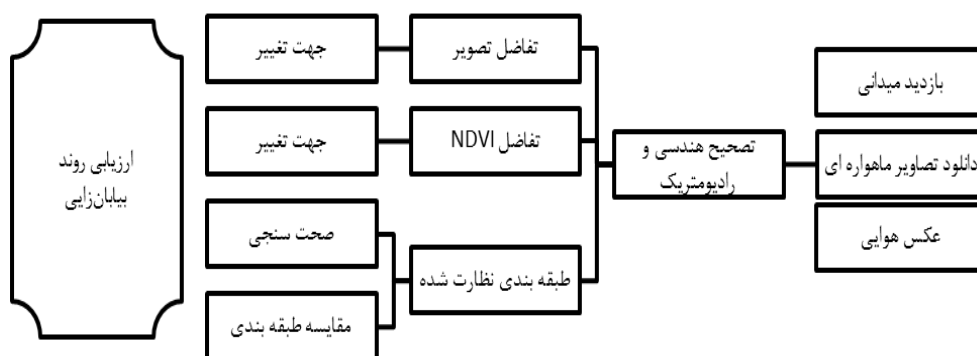 بازدید میدانی
دانلود تصاویر ماهواره ای
عکس هوایی
تصحیح هندسی و
رادیومتریک
تفاضل تصویر
جهت تغییر
تفاضل NDVI
جهت تغییر
طبقه بندی نظارت شده
صحت سنجی
مقایسه طبقه بندی
ارزیابی روند
بیابان‌زایی